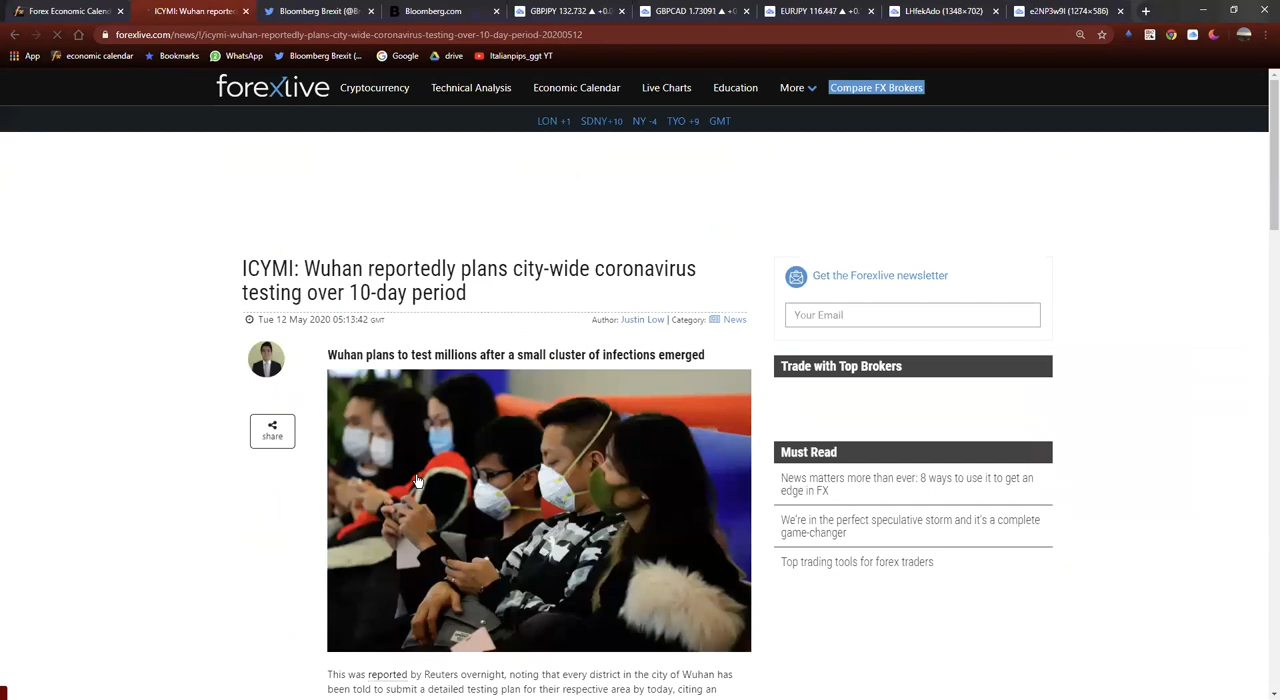 Forex Economic Calend
ICYMI: Wuhan reporte
Bloomberg Brexit (@B
Bloomberg.com
GBPJPY 132.732 ▲ +0.
GBPCAD 1.73091 ▲ +0
EURJPY 116.447 ▲ +0.
LHfekAdo (1348×702)
e2NP3w9I (1274×586)
forexlive.com/news/!/icymi-wuhan-reportedly-plans-city-wide-coronavirus-testing-over-10-day-period-20200512
App
economic calendar
Bookmarks
WhatsApp
Bloomberg Brexit (...
Google
drive
Italianpips_ggt YT
forexlive
Cryptocurrency
Technical Analysis
Economic Calendar
Live Charts
Education
More
Compare FX Brokers
LON +1 SDNY+10 NY -4 TYO +9 GMT
ICYMI: Wuhan reportedly plans city-wide coronavirus
testing over 10-day period
Tue 12 May 2020 05:13:42 GMT
Author: Justin Low | Category: News
Wuhan plans to test millions after a small cluster of infections emerged
share
This was reported by Reuters overnight, noting that every district in the city of Wuhan has
been told to submit a detailed testing plan for their respective area by today, citing an
Get the Forexlive newsletter
Your Email
Trade with Top Brokers
Must Read
News matters more than ever: 8 ways to use it to get an
edge in FX
We're in the perfect speculative storm and it's a complete
game-changer
Top trading tools for forex traders